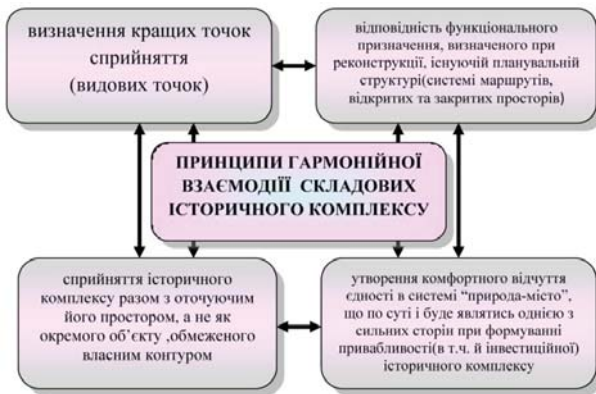 визначення кращих точок
сприйняття
(видових точок)
відповідність функціонального
призначення, визначеного при
реконструкції, існуючій планувальній
структурі(системі маршрутів,
відкритих та закритих просторів)
ПРИНЦИПИ ГАРМОНІЙНОЇ
ВЗАЄМОДІЇЇ СКЛАДОВИХ
ІСТОРИЧНОГО КОМПЛЕКСУ
сприйняття історичного
комплексу разом з оточуючим
його простором, а не як
окремого об’єкту ,обмеженого
власним контуром
утворення комфортного відчуття
єдності в системі “природа-місто”,
що по суті і буде являтись однією з
сильних сторін при формуванні
привабливості(в т.ч. й інвестиційної)
історичного комплексу